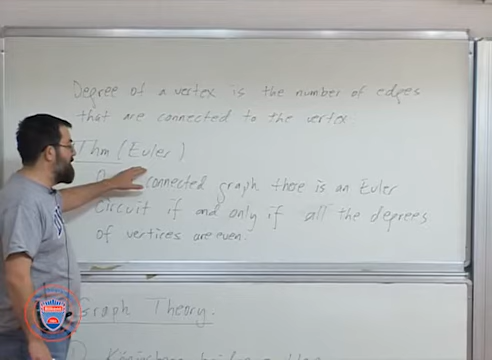 Degree of a vertex is the number of edges
that are connected to the vertex
Thm (Euler)
connected graph there is an Euler
Circuit if and only if all the degrees
of vertices are even.
Graph Theory.
1)